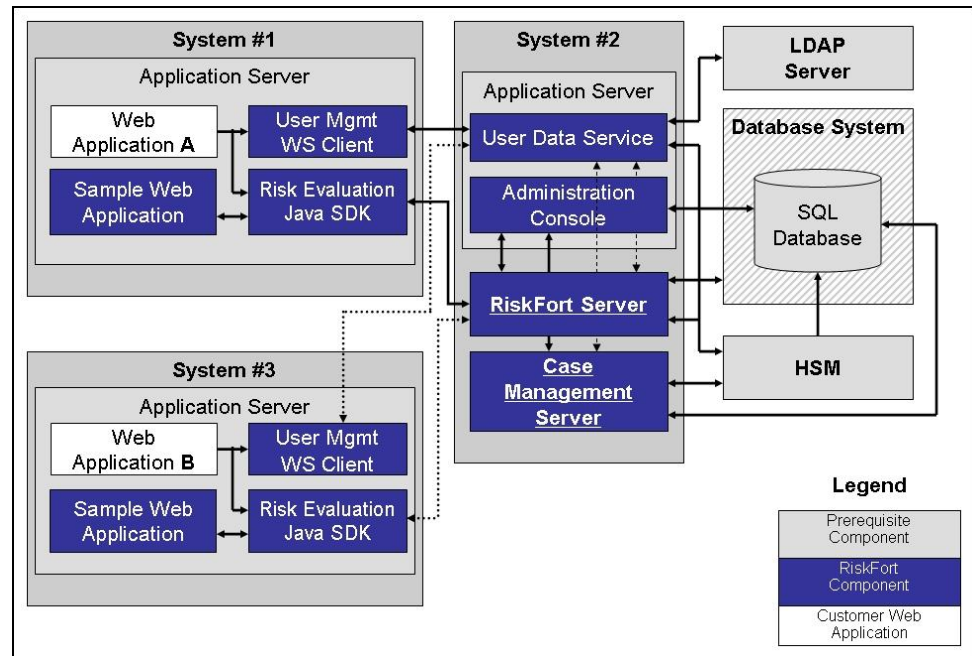 System #1
Application Server
Web
Application A
User Mgmt
WS Client
Sample Web
Application
Risk Evaluation
Java SDK
System #2
Application Server
User Data Service
Administration
Console
RiskFort Server
Case
Management
Server
LDAP
Server
Database System
SQL
Database
HSM
System #3
Application Server
Web
Application B
User Mgmt
WS Client
Sample Web
Application
Risk Evaluation
Java SDK
Legend
Prerequisite
Component
RiskFort
Component
Customer Web
Application